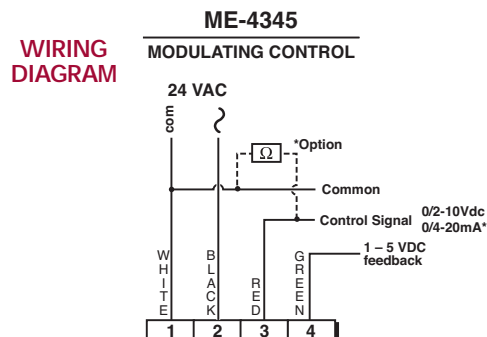 ME-4345
WIRING
DIAGRAM
MODULATING CONTROL
24 VAC
com
*Option
Ω
Common
Control Signal
0/2-10Vdc
0/4-20mA*
1 – 5 VDC
feedback
WHITE
BLACK
RED
GREEN
1 2 3 4